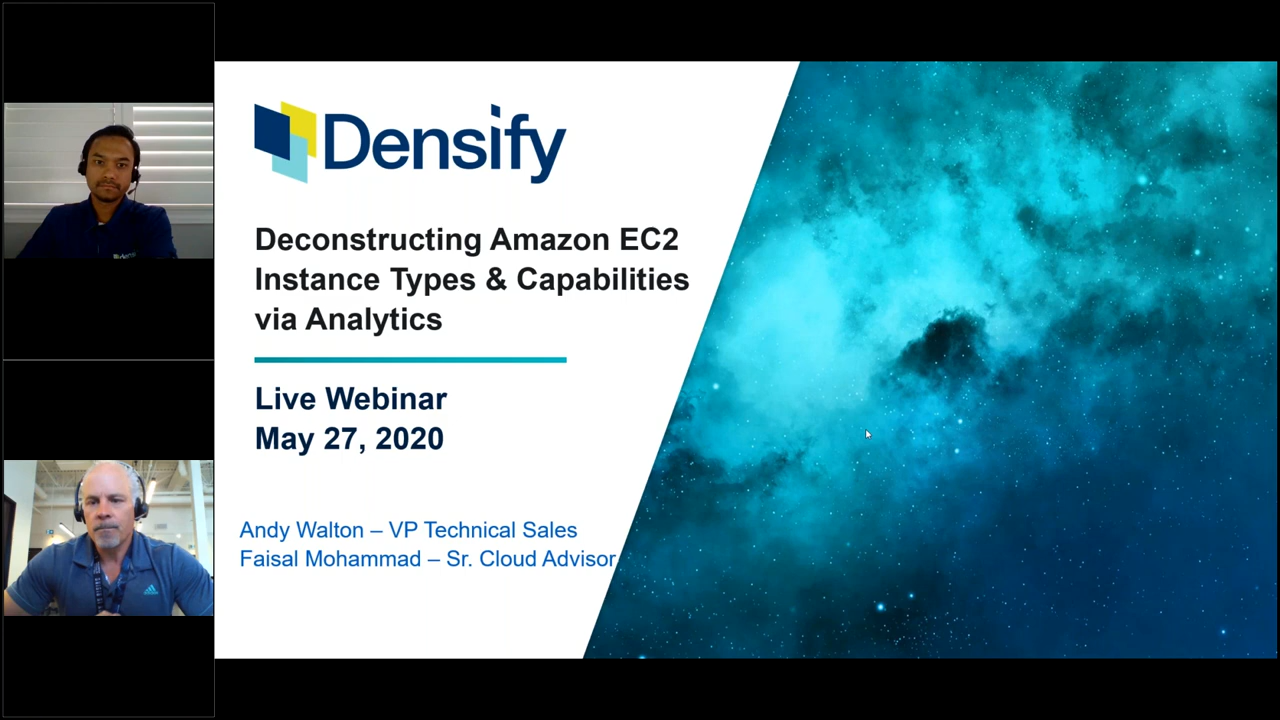 Densify
Deconstructing Amazon EC2
Instance Types & Capabilities
via Analytics
Live Webinar
May 27, 2020
Andy Walton – VP Technical Sales
Faisal Mohammad – Sr. Cloud Advisor